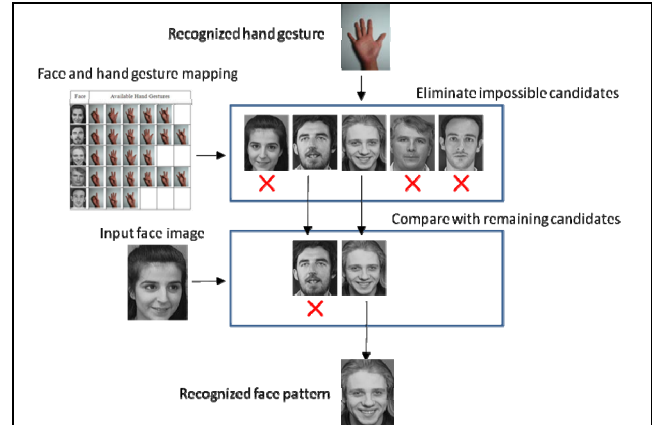 Recognized hand gesture
Face and hand gesture mapping
Face Available Hand-Gestures
Eliminate impossible candidates
Compare with remaining candidates
Input face image
Recognized face pattern